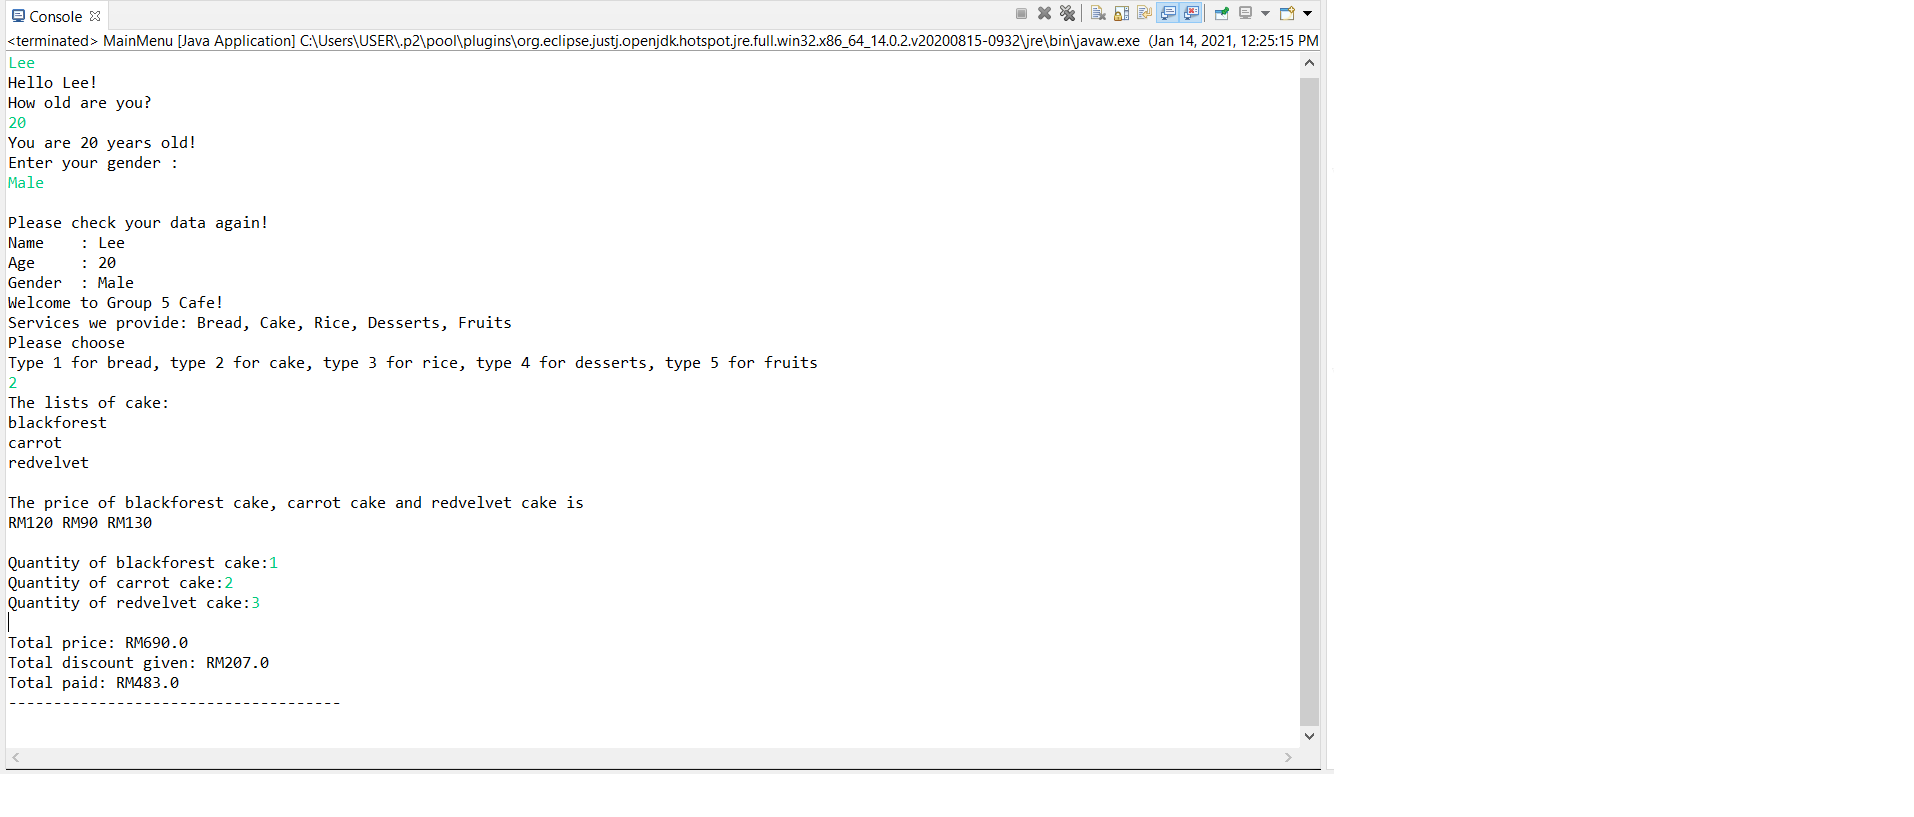 Console
<terminated> MainMenu [Java Application] C:\Users\USER\.p2\pool\plugins\org.eclipse.justj.openjdk.hotspot.jre.full.win32.x86_64_14.0.2.v20200815-0932\jre\bin\javaw.exe (Jan 14, 2021, 12:25:15 PM
Lee
Hello Lee!
How old are you?
20
You are 20 years old!
Enter your gender :
Male
Please check your data again!
Name    : Lee
Age     : 20
Gender  : Male
Welcome to Group 5 Cafe!
Services we provide: Bread, Cake, Rice, Desserts, Fruits
Please choose
Type 1 for bread, type 2 for cake, type 3 for rice, type 4 for desserts, type 5 for fruits
2
The lists of cake:
blackforest
carrot
redvelvet
The price of blackforest cake, carrot cake and redvelvet cake is
RM120 RM90 RM130
Quantity of blackforest cake:1
Quantity of carrot cake:2
Quantity of redvelvet cake:3
Total price: RM690.0
Total discount given: RM207.0
Total paid: RM483.0
-------------------------------------